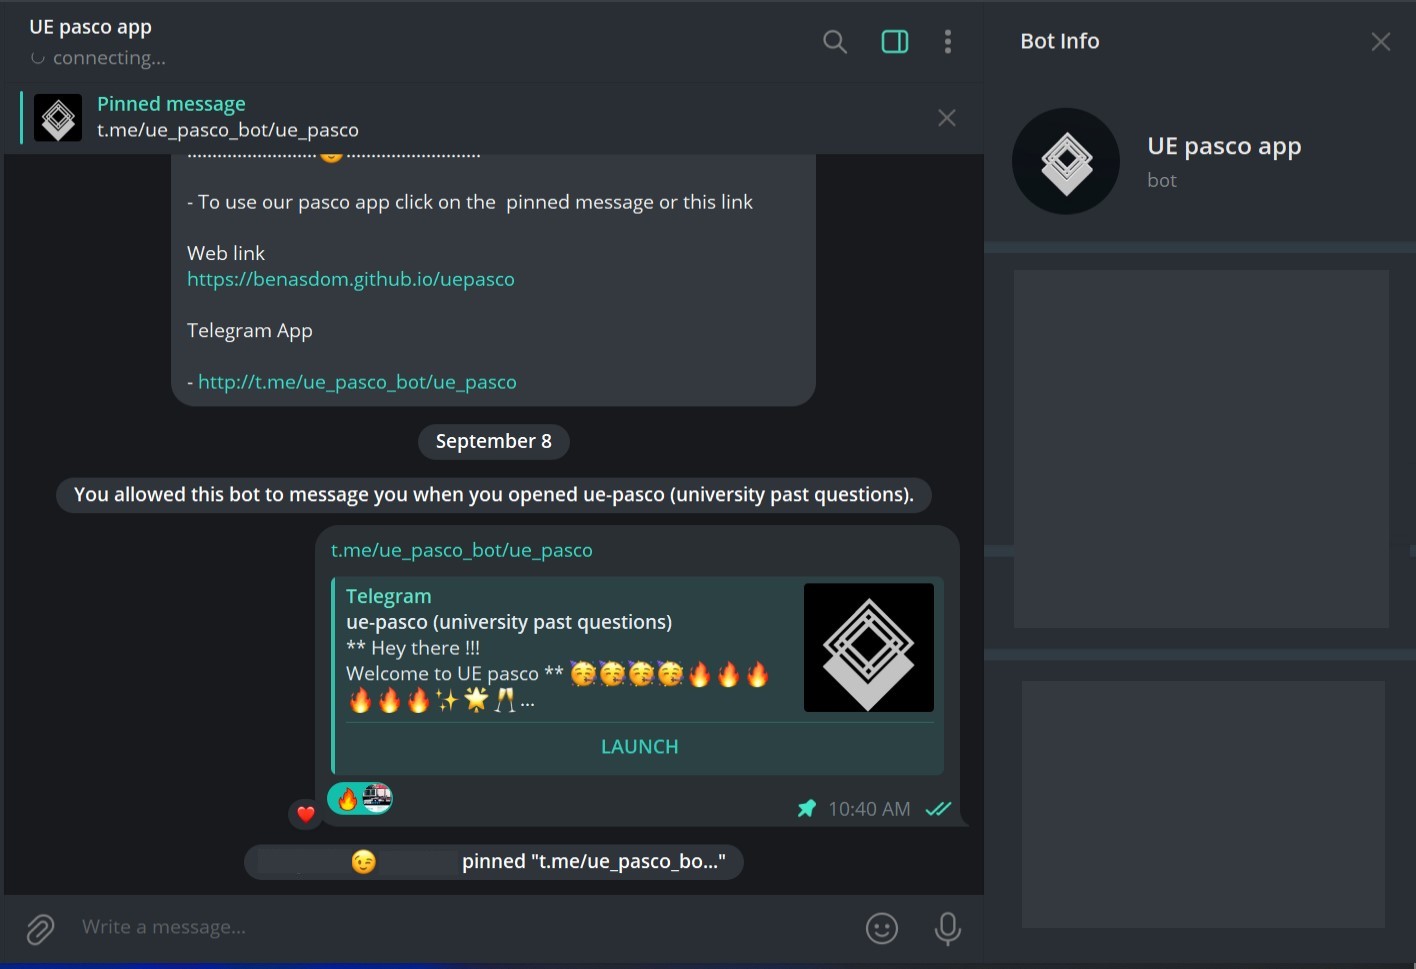 UE pasco app
connecting...
Pinned message
t.me/ue_pasco_bot/ue_pasco
- To use our pasco app click on the pinned message or this link
Web link
https://benasdom.github.io/uepasco
Telegram App
- http://t.me/ue_pasco_bot/ue_pasco
September 8
You allowed this bot to message you when you opened ue-pasco (university past questions).
t.me/ue_pasco_bot/ue_pasco
Telegram
ue-pasco (university past questions)
** Hey there !!!
Welcome to UE pasco ** 🥳🥳🥳🥳🔥🔥🔥
🔥🔥🔥✨🌟🥂...
LAUNCH
10:40 AM
😉 pinned "t.me/ue_pasco_bo..."
Write a message...
Bot Info
UE pasco app
bot